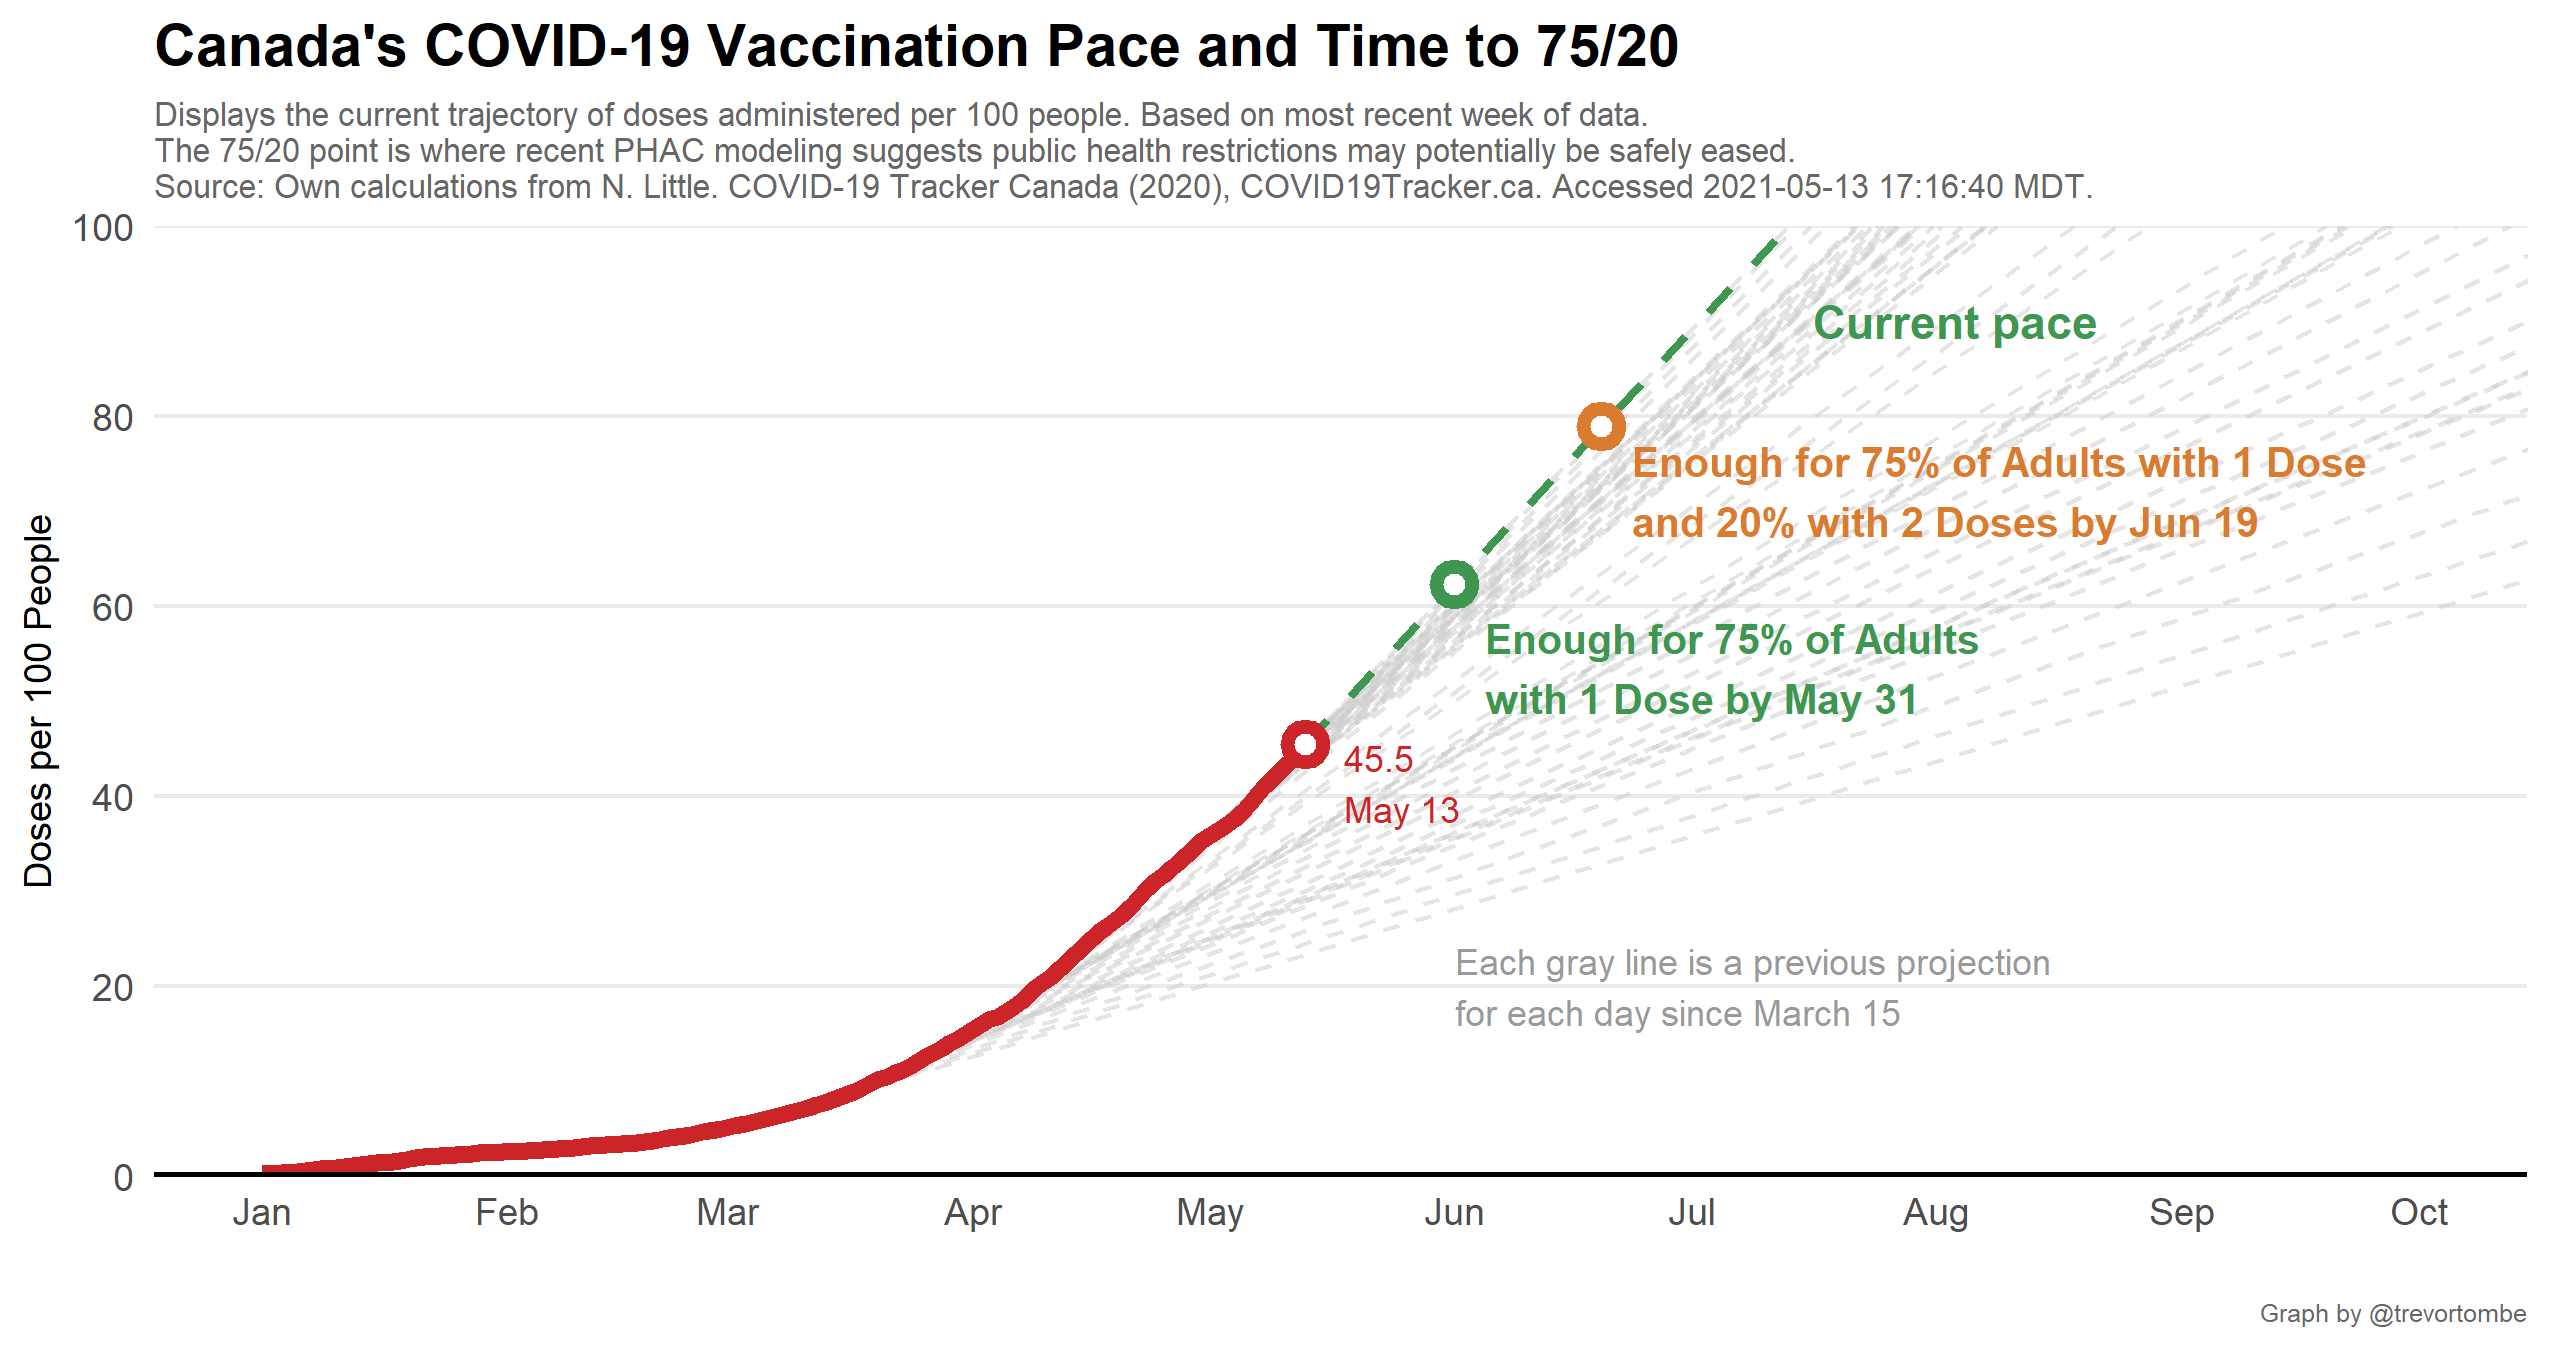 Canada's COVID-19 Vaccination Pace and Time to 75/20
Displays the current trajectory of doses administered per 100 people. Based on most recent week of data.
The 75/20 point is where recent PHAC modeling suggests public health restrictions may potentially be safely eased.
Source: Own calculations from N. Little. COVID-19 Tracker Canada (2020), COVID19Tracker.ca. Accessed 2021-05-13 17:16:40 MDT.
100
80
60
40
20
0
Doses per 100 People
Current pace
Enough for 75% of Adults with 1 Dose
and 20% with 2 Doses by Jun 19
Enough for 75% of Adults
with 1 Dose by May 31
45.5
May 13
Each gray line is a previous projection
for each day since March 15
Jan Feb Mar Apr May Jun Jul Aug Sep Oct
Graph by @trevortombe